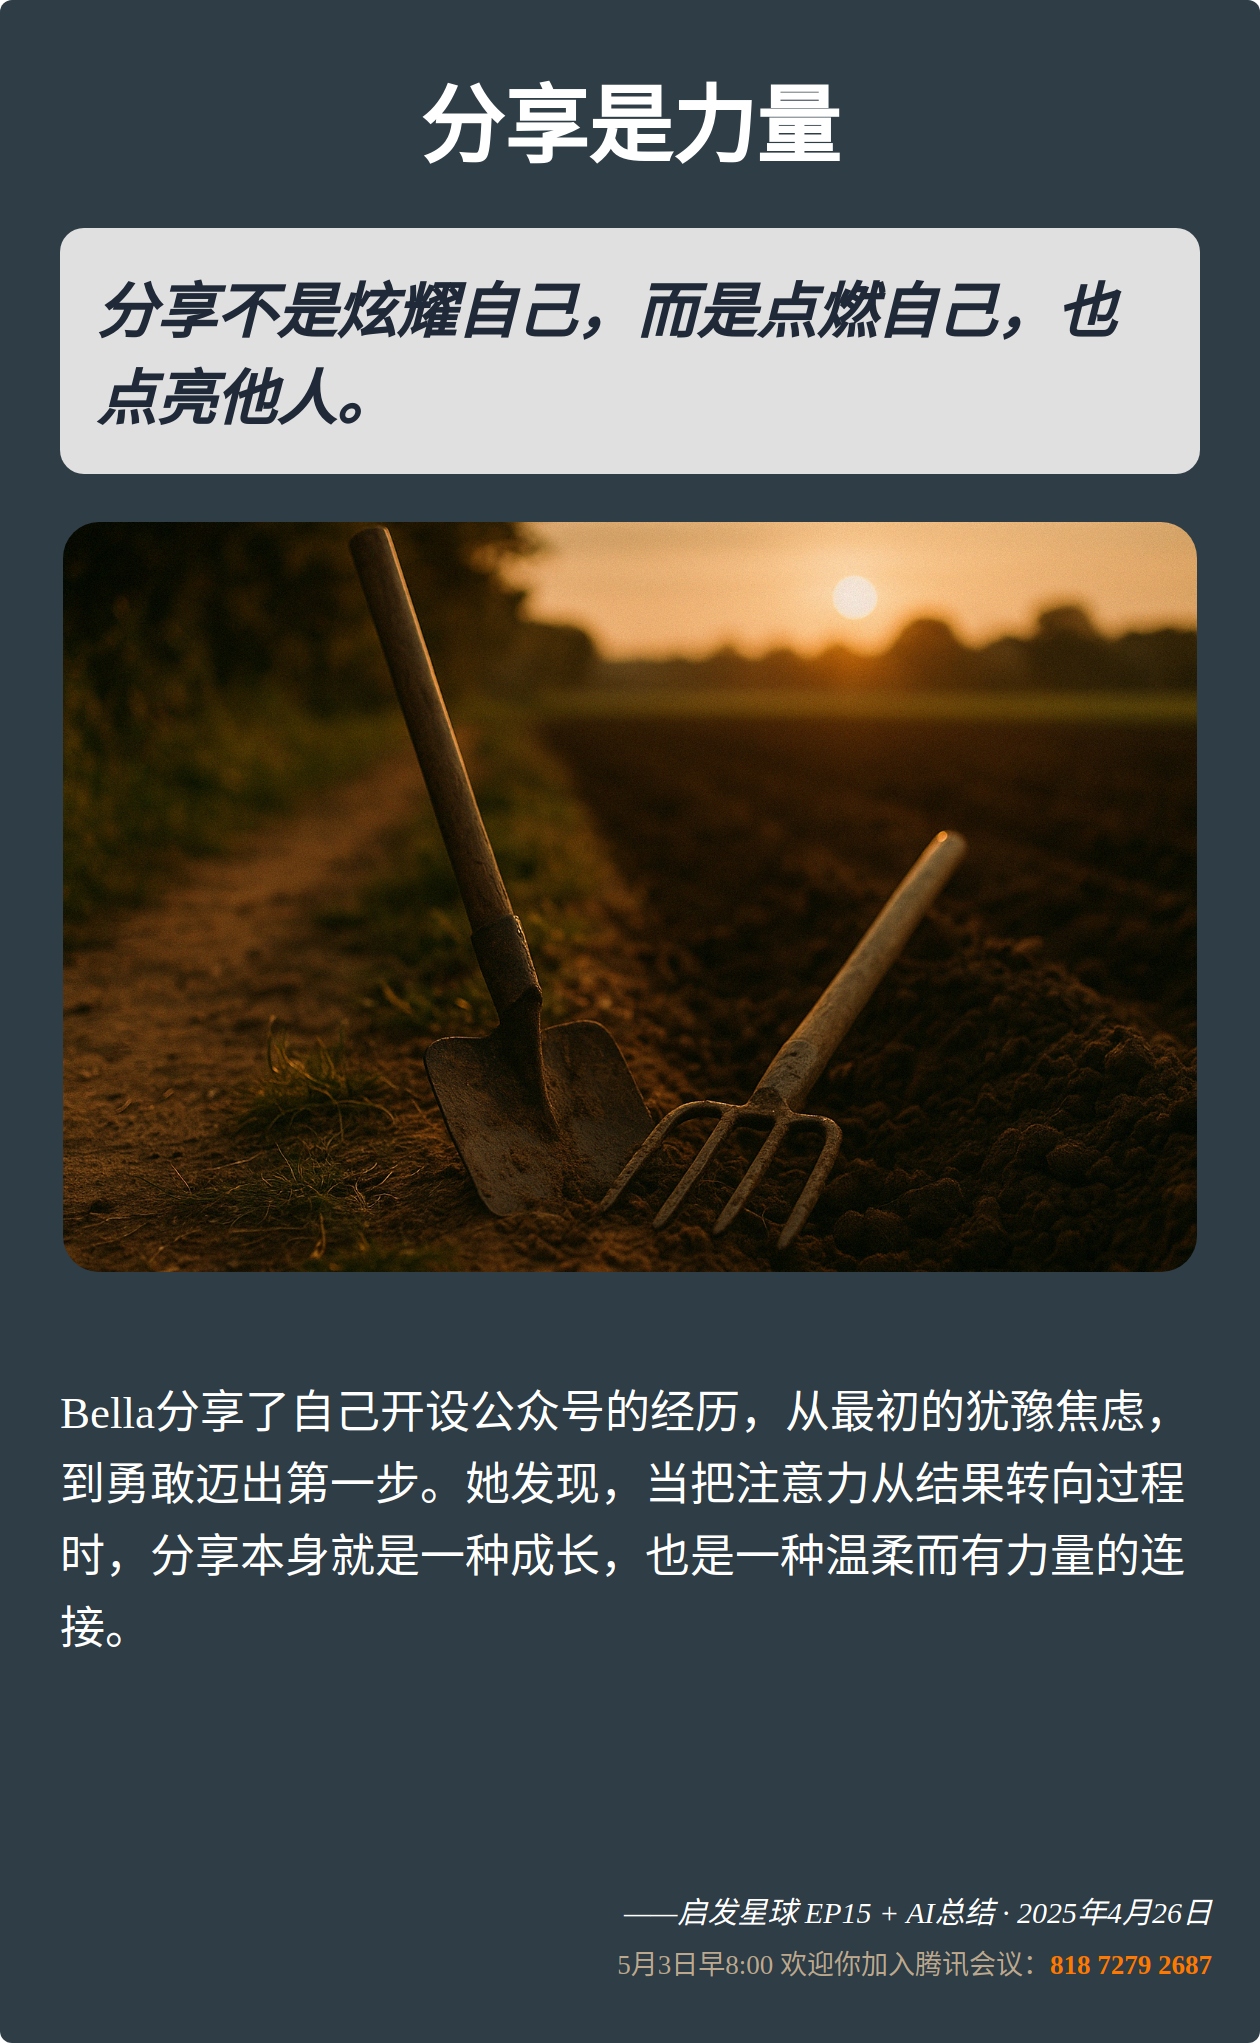 分享是力量
分享不是炫耀自己，而是点燃自己，也
点亮他人。
Bella分享了自己开设公众号的经历，从最初的犹豫焦虑，
到勇敢迈出第一步。她发现，当把注意力从结果转向过程
时，分享本身就是一种成长，也是一种温柔而有力量的连
接。
——启发星球 EP15 + AI总结 · 2025年4月26日
5月3日早8:00 欢迎你加入腾讯会议：818 7279 2687